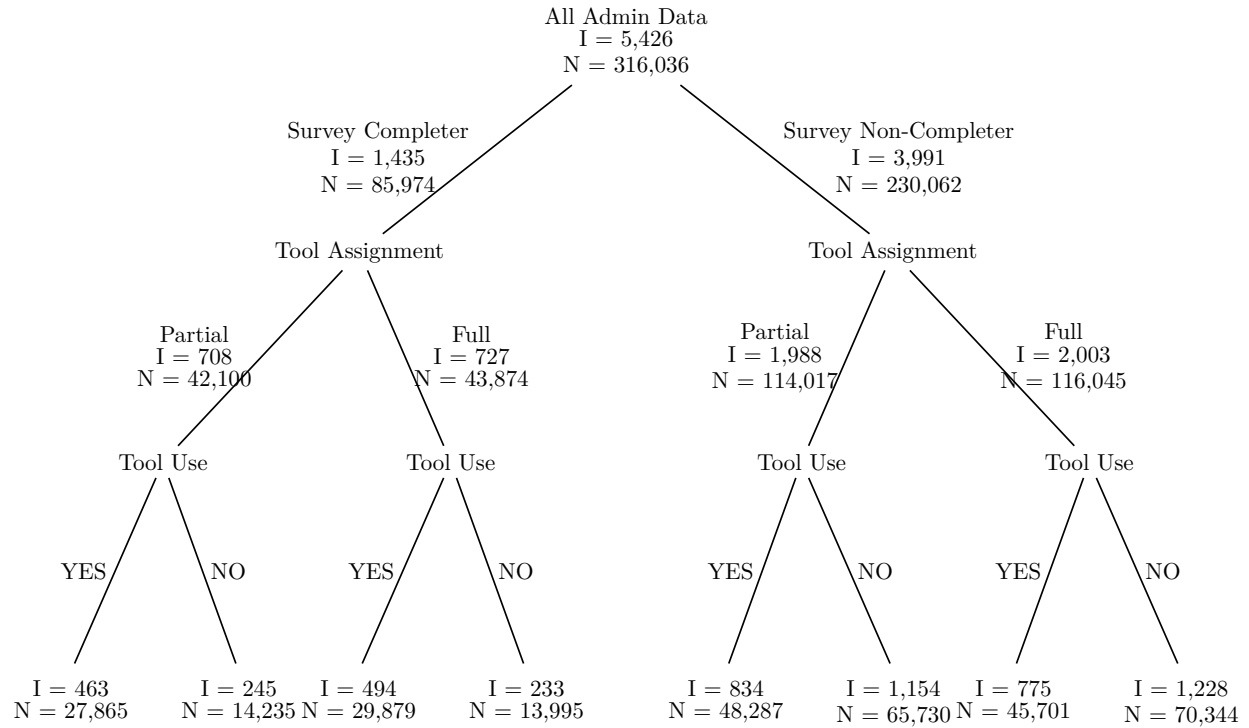 All Admin Data
I = 5,426
N = 316,036
Survey Completer
I = 1,435
N = 85,974
Survey Non-Completer
I = 3,991
N = 230,062
Tool Assignment
Tool Assignment
Partial
I = 708
N = 42,100
Full
I = 727
N = 43,874
Partial
I = 1,988
N = 114,017
Full
I = 2,003
N = 116,045
Tool Use
Tool Use
Tool Use
Tool Use
YES
NO
YES
NO
YES
NO
YES
NO
I = 463
N = 27,865
I = 245
N = 14,235
I = 494
N = 29,879
I = 233
N = 13,995
I = 834
N = 48,287
I = 1,154
N = 65,730
I = 775
N = 45,701
I = 1,228
N = 70,344